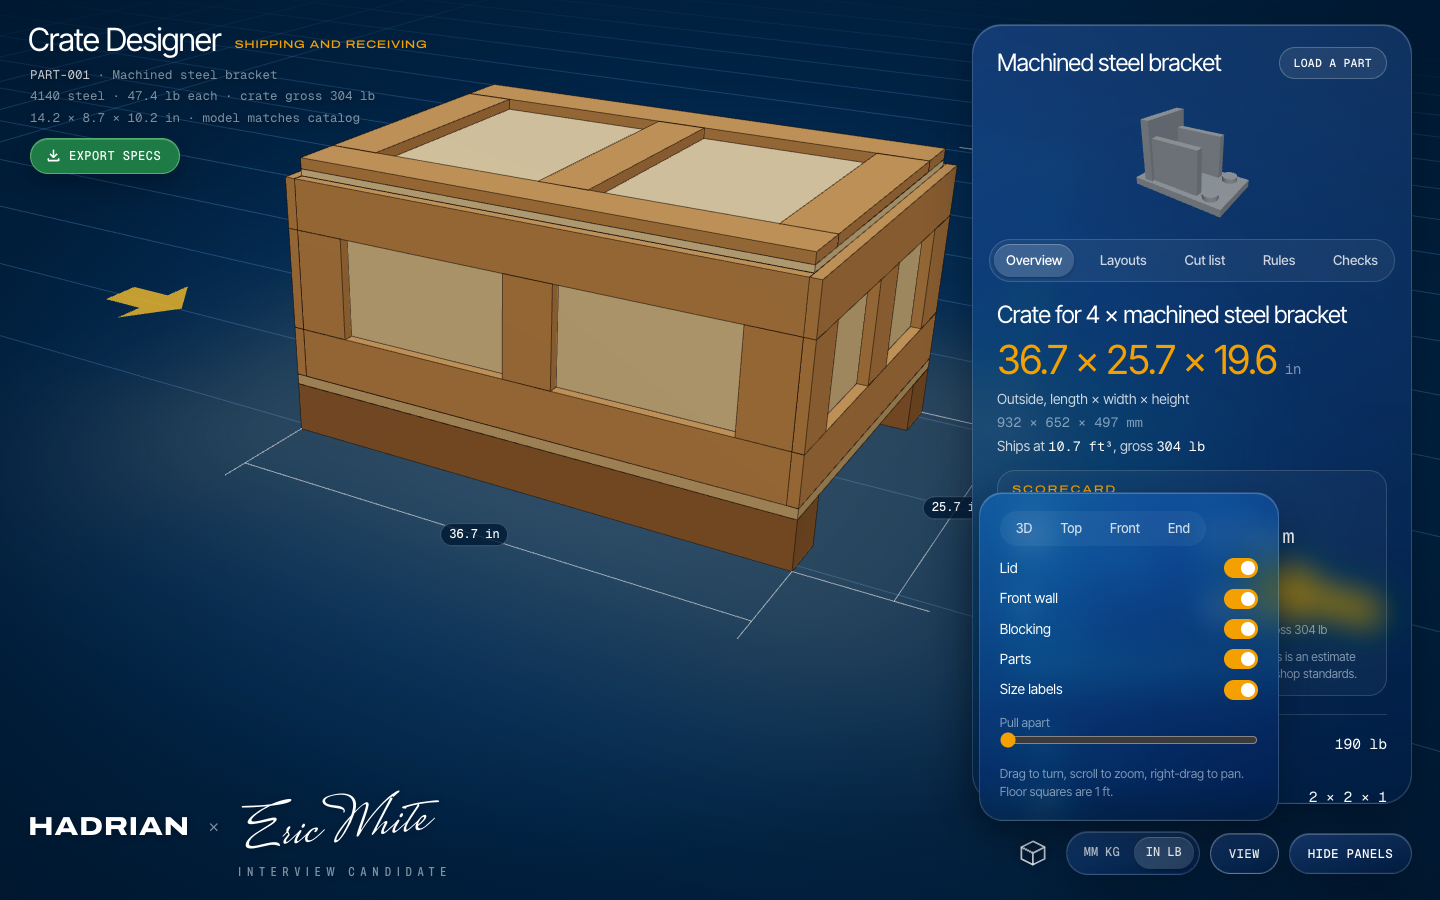 Crate Designer SHIPPING AND RECEIVING
PART-001 · Machined steel bracket
4140 steel · 47.4 lb each · crate gross 304 lb
14.2 × 8.7 × 10.2 in · model matches catalog
EXPORT SPECS
36.7 in
25.7
HADRIAN × Eric White
INTERVIEW CANDIDATE
Machined steel bracket
LOAD A PART
Overview Layouts Cut list Rules Checks
Crate for 4 × machined steel bracket
36.7 × 25.7 × 19.6 in
Outside, length × width × height
932 × 652 × 497 mm
Ships at 10.7 ft³, gross 304 lb
SCORECARD
m
304 lb
is an estimate
shop standards.
190 lb
2 × 2 × 1
3D Top Front End
Lid
Front wall
Blocking
Parts
Size labels
Pull apart
Drag to turn, scroll to zoom, right-drag to pan.
Floor squares are 1 ft.
MM KG IN LB
VIEW
HIDE PANELS